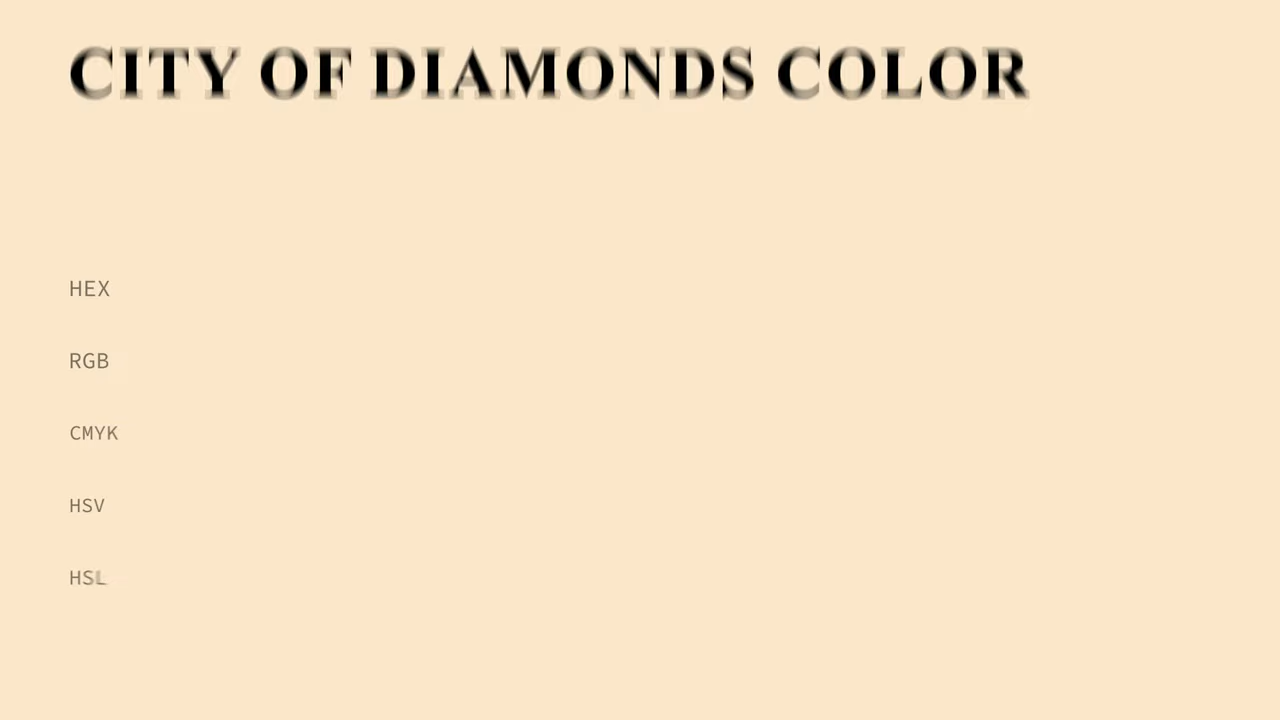 CITY OF DIAMONDS COLOR
HEX
RGB
CMYK
HSV
HSL